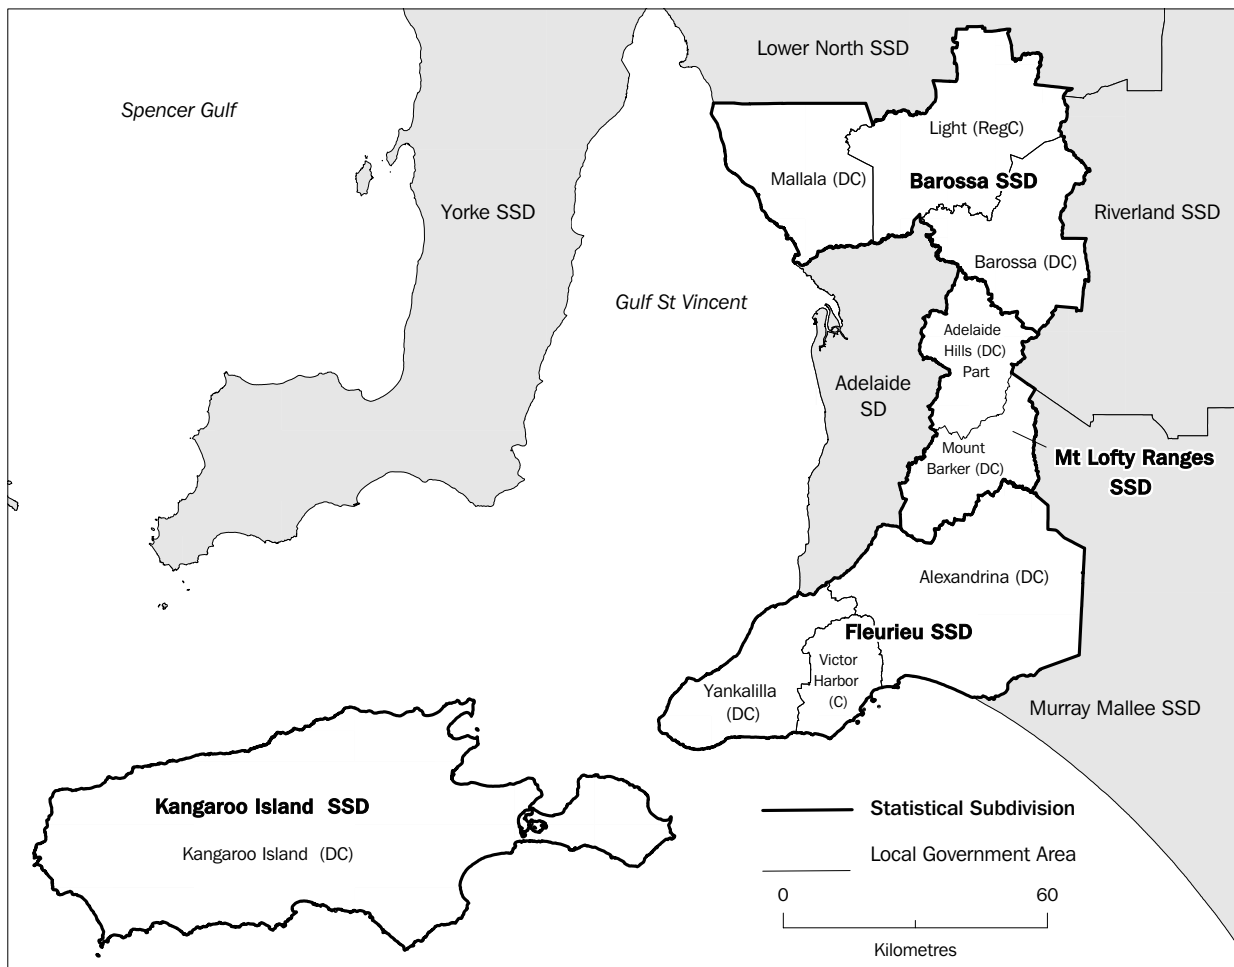 Lower North SSD
Spencer Gulf
Light (RegC)
Mallala (DC)
Barossa SSD
Yorke SSD
Riverland SSD
Barossa (DC)
Gulf St Vincent
Adelaide
Hills (DC)
Part
Adelaide
SD
Mount
Barker (DC)
Mt Lofty Ranges
SSD
Alexandrina (DC)
Fleurieu SSD
Victor
Harbor
(C)
Yankalilla
(DC)
Murray Mallee SSD
Kangaroo Island SSD
Kangaroo Island (DC)
Statistical Subdivision
Local Government Area
0 60
Kilometres